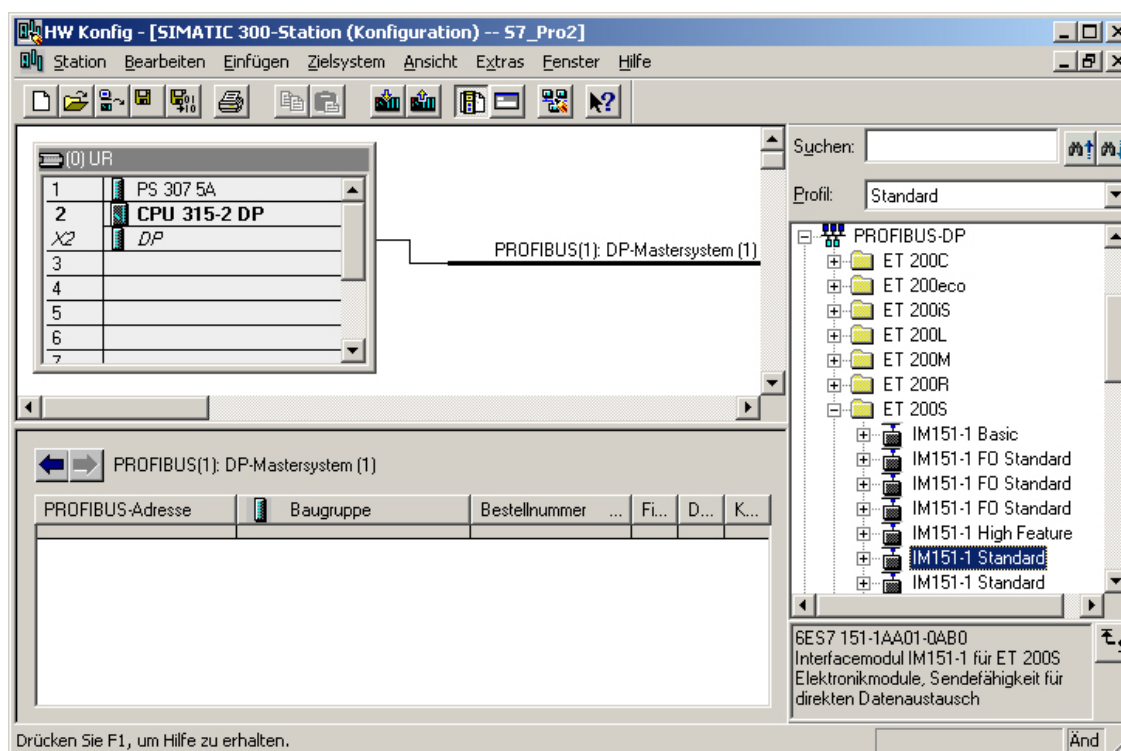 HW Konfig - [SIMATIC 300-Station (Konfiguration) -- S7_Pro2]
Station Bearbeiten Einfügen Zielsystem Ansicht Extras Fenster Hilfe
(0) UR
1 PS 307 5A
2 CPU 315-2 DP
X2 DP
3
4
5
6
7
PROFIBUS(1): DP-Mastersystem (1)
PROFIBUS(1): DP-Mastersystem (1)
PROFIBUS-Adresse Baugruppe Bestellnummer ... Fi... D... K...
Suchen:
Profil: Standard
PROFIBUS-DP
ET 200C
ET 200eco
ET 200iS
ET 200L
ET 200M
ET 200R
ET 200S
IM151-1 Basic
IM151-1 FO Standard
IM151-1 FO Standard
IM151-1 FO Standard
IM151-1 High Feature
IM151-1 Standard
IM151-1 Standard
6ES7 151-1AA01-0AB0
Interfacemodul IM151-1 für ET 200S
Elektronikmodule, Sendefähigkeit für
direkten Datenaustausch
Drücken Sie F1, um Hilfe zu erhalten.
Änd